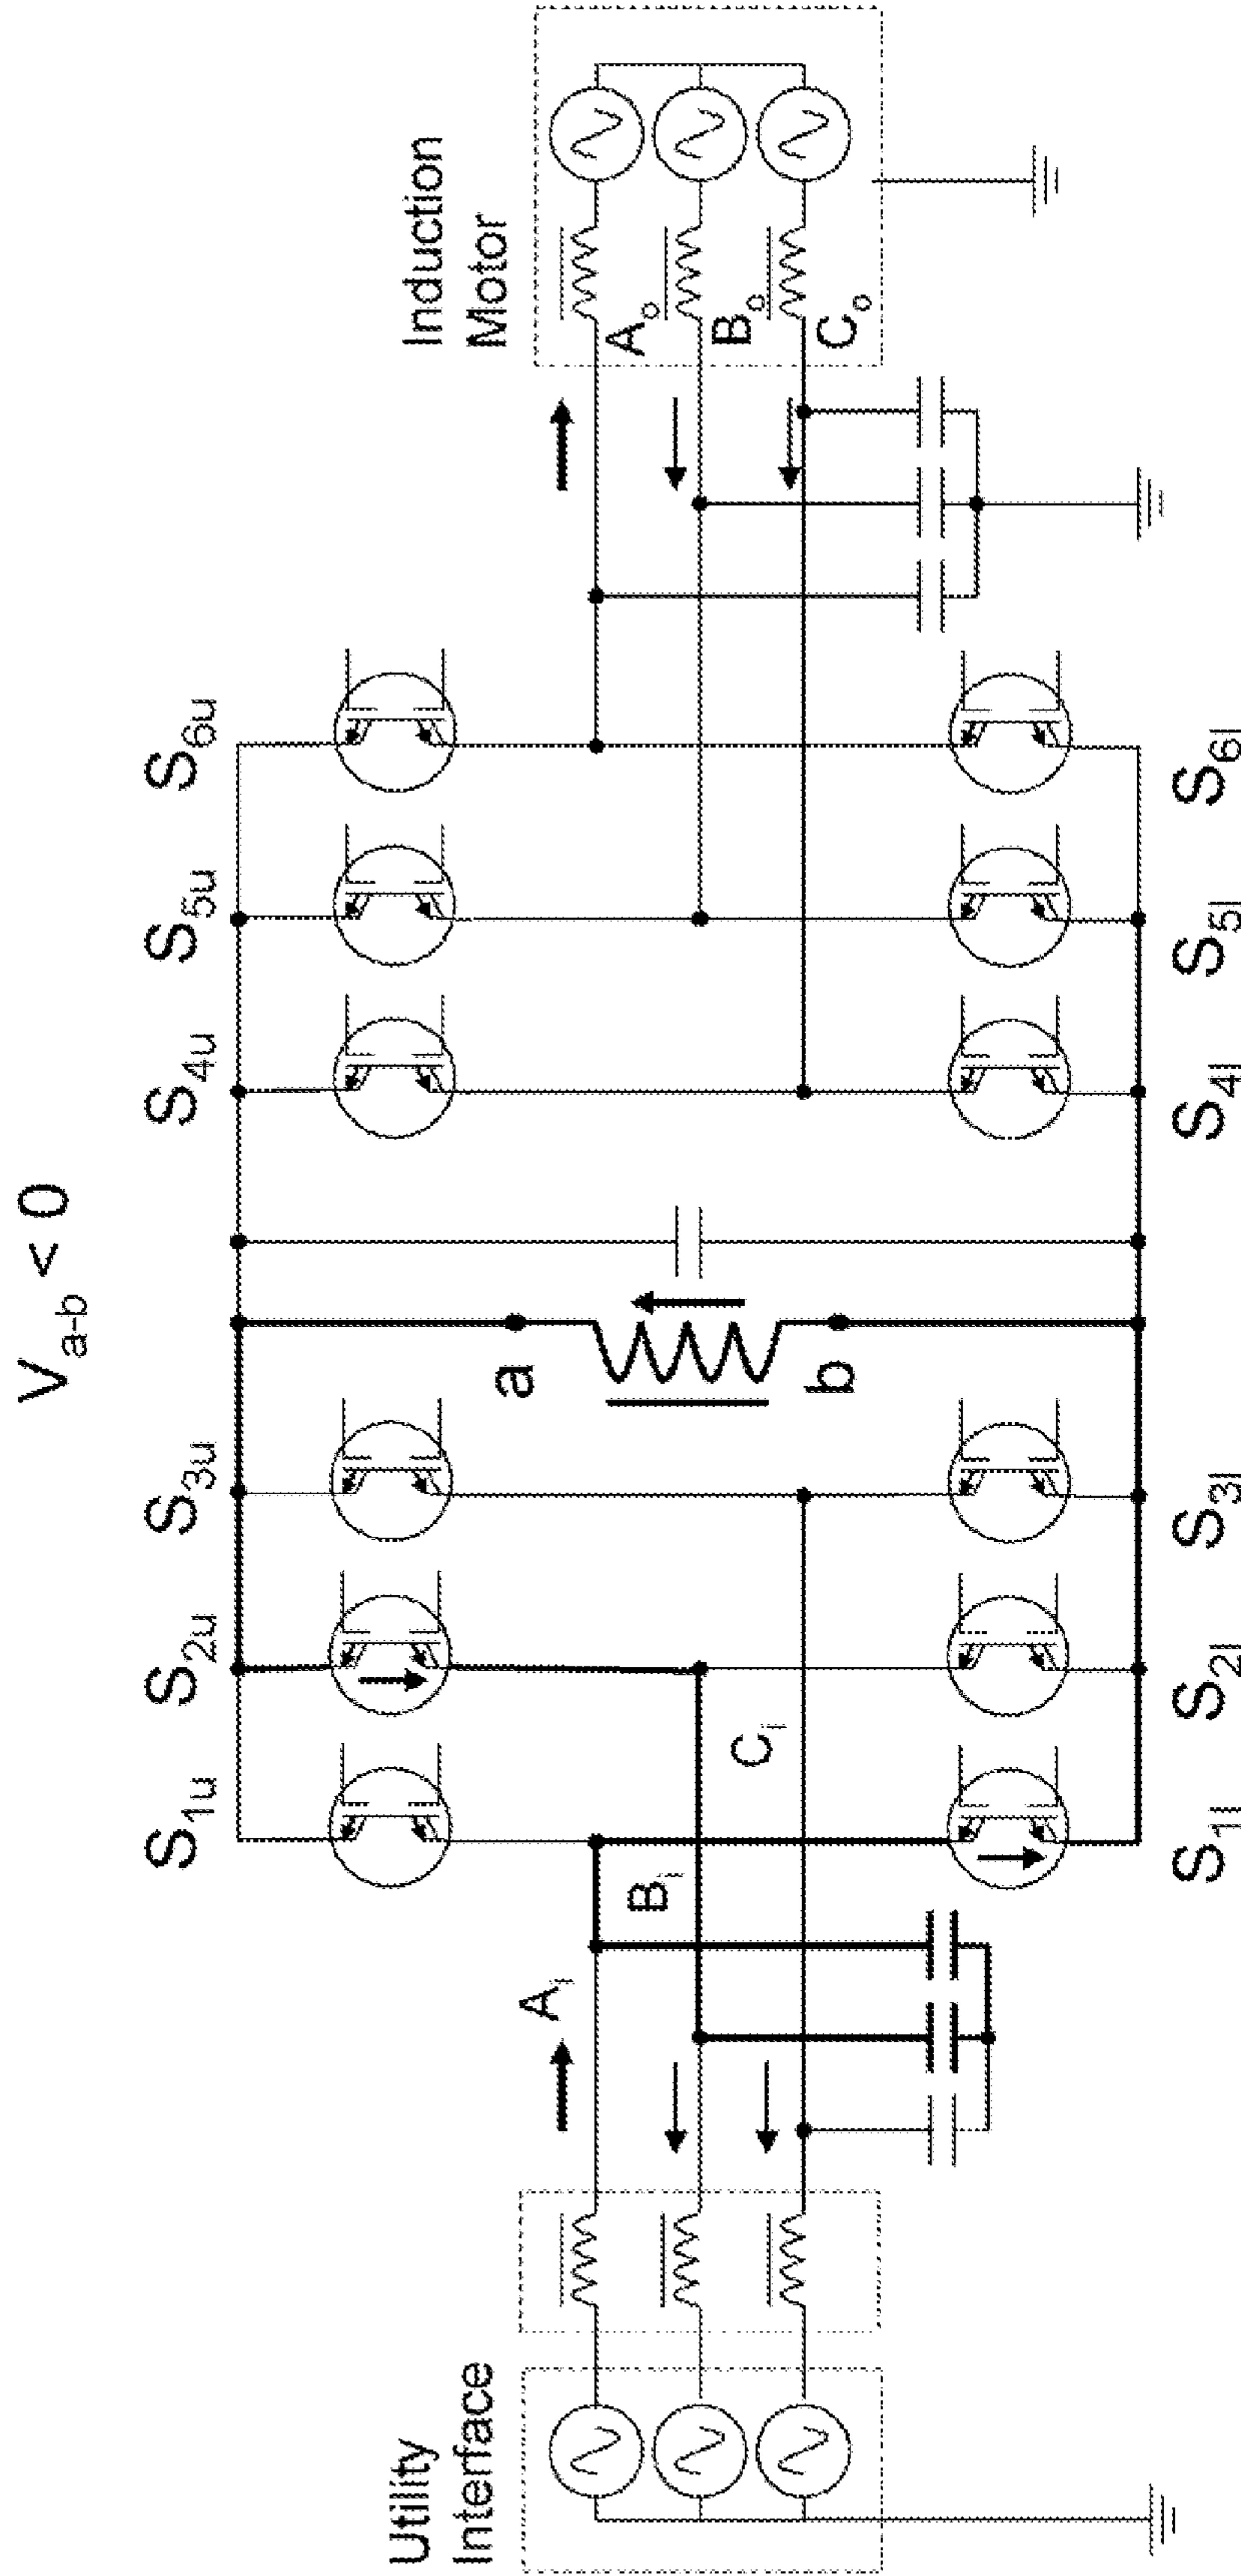 V_a-b < 0
S_1u
S_2u
S_3u
S_4u
S_5u
S_6u
Utility
Interface
Induction
Motor
A_i
B_i
C_i
a
b
A_o
B_o
C_o
S_1l
S_2l
S_3l
S_4l
S_5l
S_6l